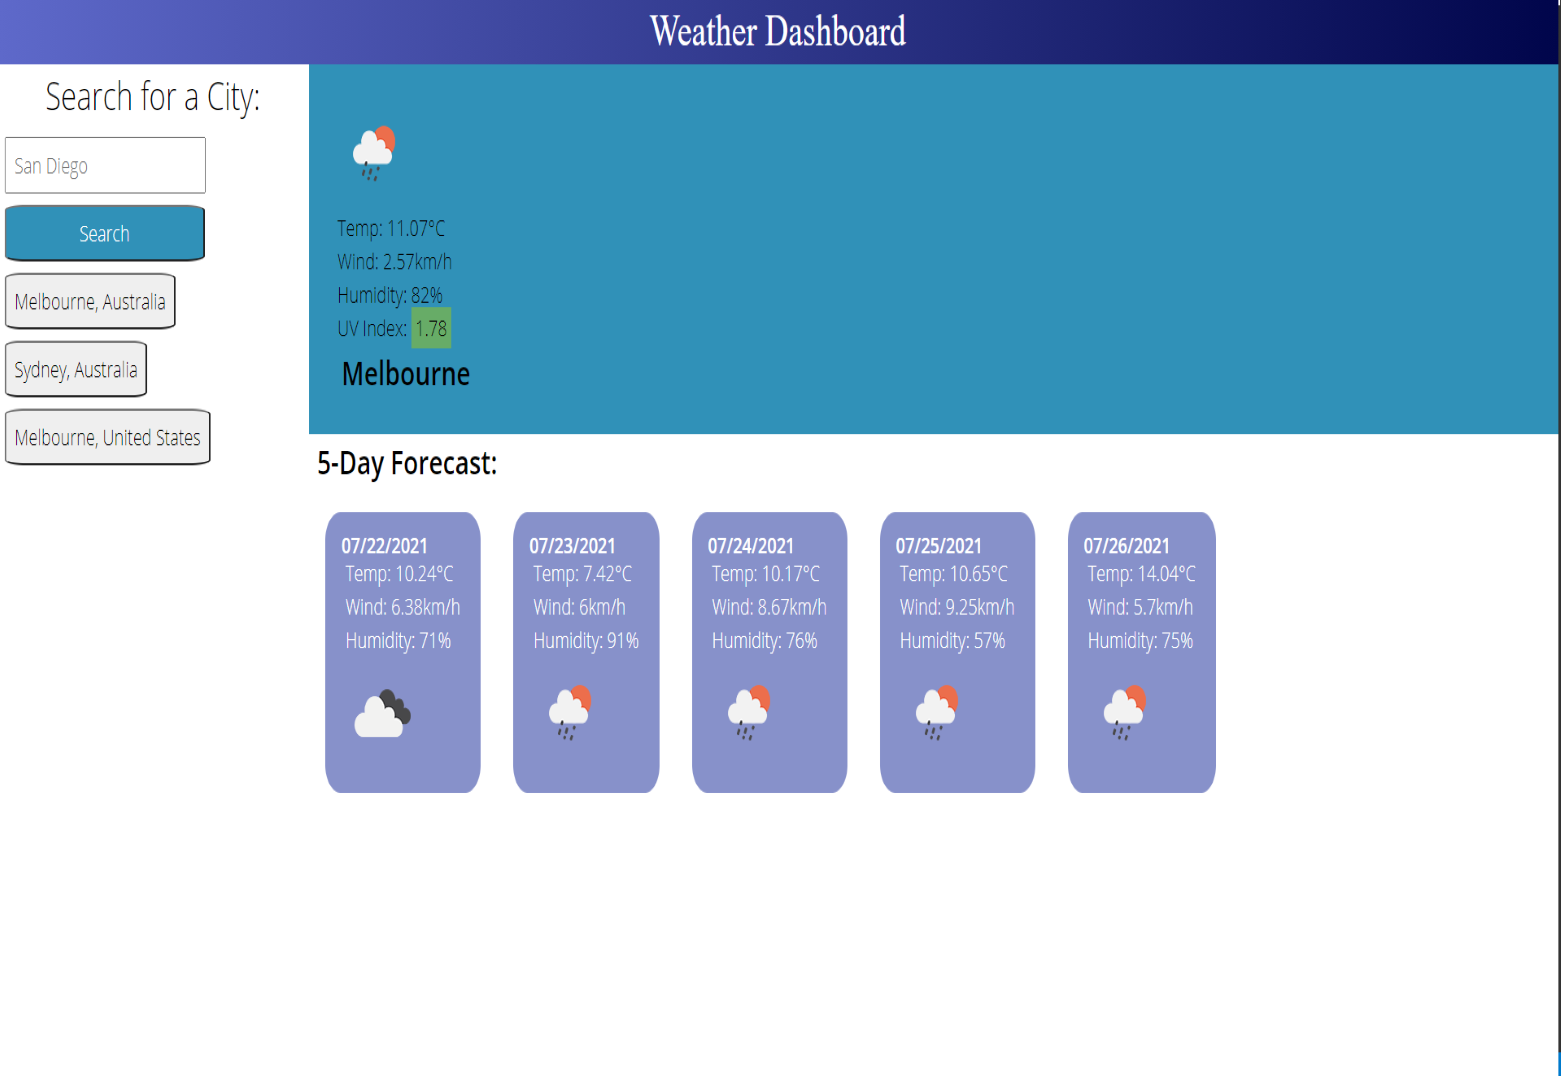 Weather Dashboard
Search for a City:
San Diego
Search
Melbourne, Australia
Sydney, Australia
Melbourne, United States
Temp: 11.07°C
Wind: 2.57km/h
Humidity: 82%
UV Index: 1.78
Melbourne
5-Day Forecast:
07/22/2021
Temp: 10.24°C
Wind: 6.38km/h
Humidity: 71%
07/23/2021
Temp: 7.42°C
Wind: 6km/h
Humidity: 91%
07/24/2021
Temp: 10.17°C
Wind: 8.67km/h
Humidity: 76%
07/25/2021
Temp: 10.65°C
Wind: 9.25km/h
Humidity: 57%
07/26/2021
Temp: 14.04°C
Wind: 5.7km/h
Humidity: 75%